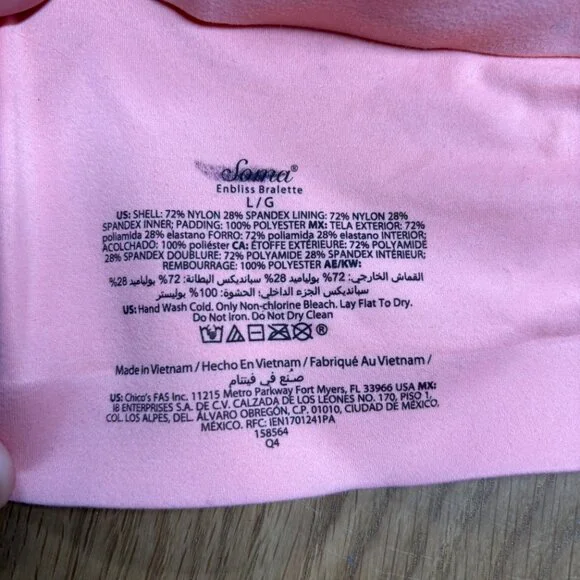 Soma®
Enbliss Bralette
L/G
US: SHELL: 72% NYLON 28% SPANDEX LINING: 72% NYLON 28%
SPANDEX INNER; PADDING: 100% POLYESTER MX: TELA EXTERIOR: 72%
poliamida 28% elastano FORRO: 72% poliamida 28% elastano INTERIOR;
ACOLCHADO: 100% poliéster CA: ÉTOFFE EXTÉRIEURE: 72% POLYAMIDE
28% SPANDEX DOUBLURE: 72% POLYAMIDE 28% SPANDEX INTÉRIEUR;
REMBOURRAGE: 100% POLYESTER AE/KW:
القماش الخارجي: 72% بولياميد 28% سبانديكس البطانة: 72% بولياميد 28%
سبانديكس الجزء الداخلي; الحشوة: 100% بوليستر
US: Hand Wash Cold. Only Non-chlorine Bleach. Lay Flat To Dry.
Do Not Iron. Do Not Dry Clean
®
Made in Vietnam / Hecho En Vietnam / Fabriqué Au Vietnam /
صنع في فيتنام
US: Chico's FAS Inc. 11215 Metro Parkway Fort Myers, FL 33966 USA MX:
IB ENTERPRISES S.A. DE C.V. CALZADA DE LOS LEONES NO. 170, PISO 1,
COL. LOS ALPES, DEL. ÁLVARO OBREGÓN, C.P. 01010, CIUDAD DE MÉXICO,
MÉXICO. RFC: IEN1701241PA
158564
Q4